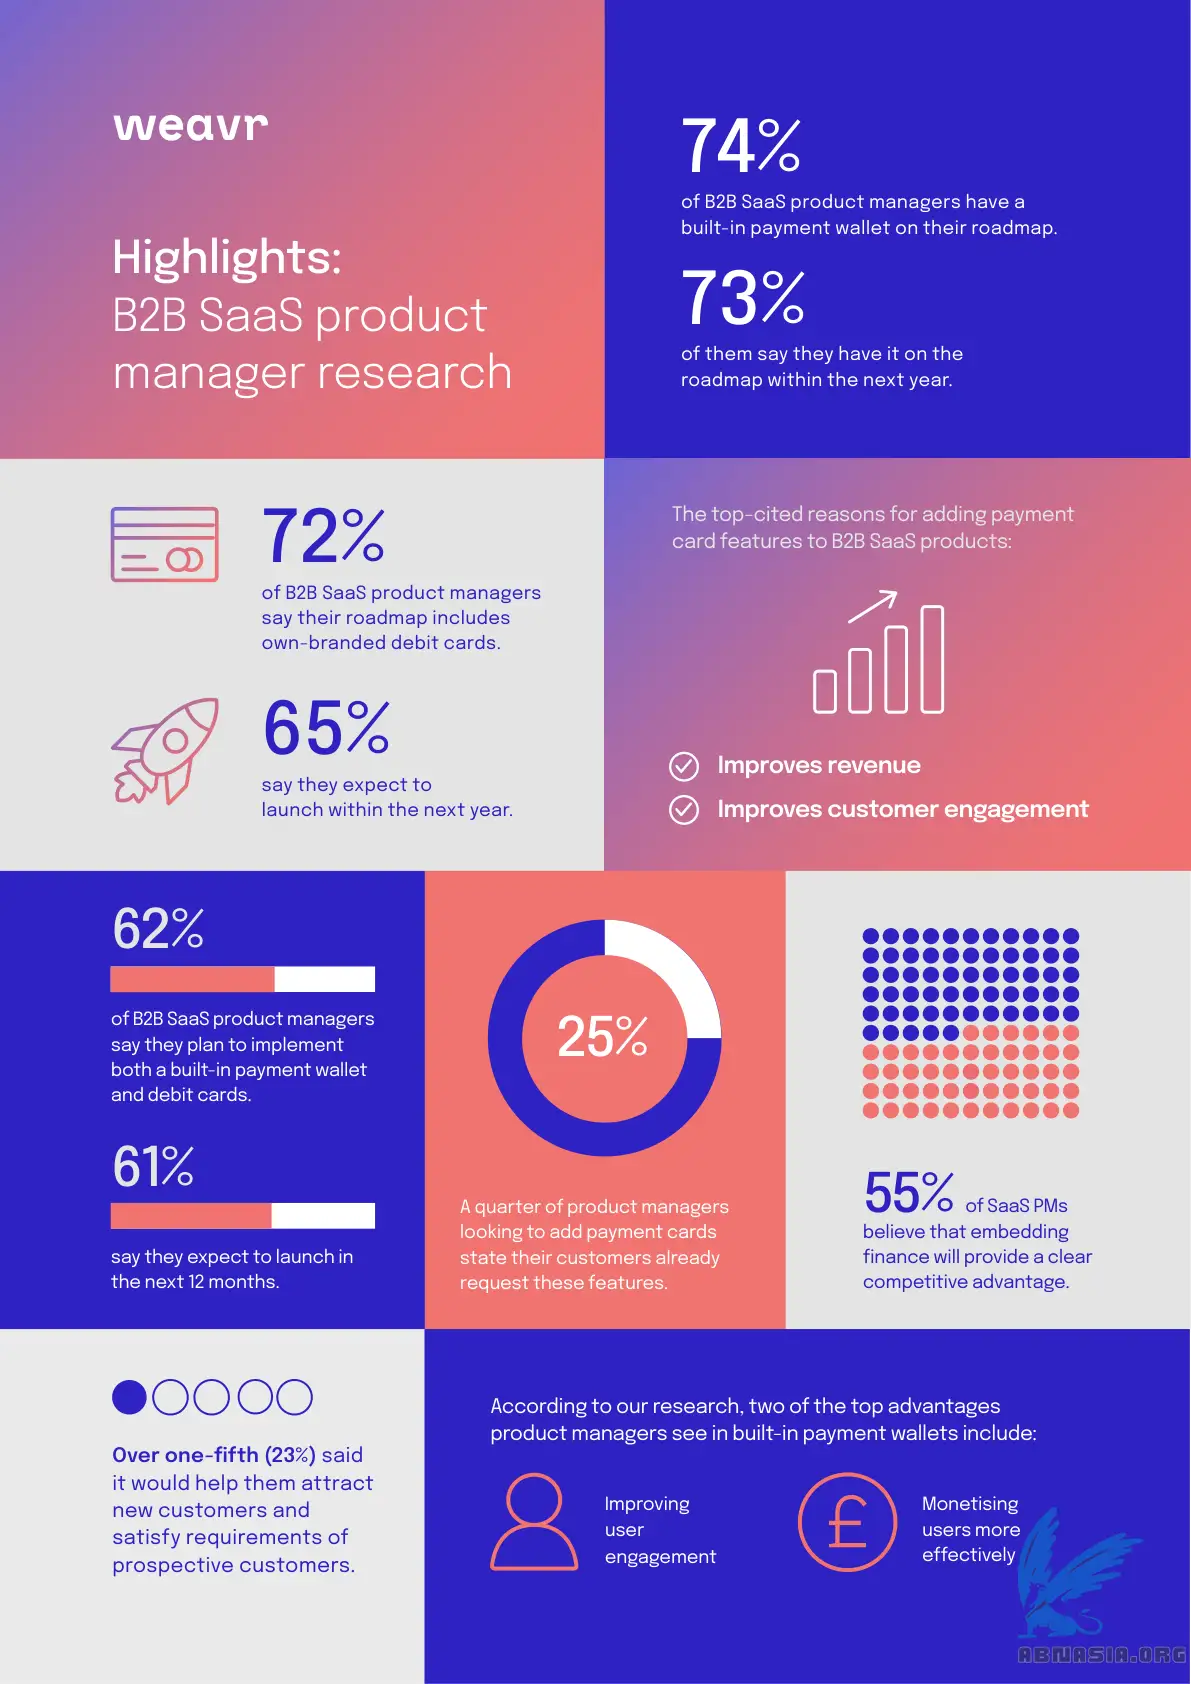 weavr
Highlights:
B2B SaaS product
manager research
74%
of B2B SaaS product managers have a
built-in payment wallet on their roadmap.
73%
of them say they have it on the
roadmap within the next year.
72%
of B2B SaaS product managers
say their roadmap includes
own-branded debit cards.
65%
say they expect to
launch within the next year.
The top-cited reasons for adding payment
card features to B2B SaaS products:
Improves revenue
Improves customer engagement
62%
of B2B SaaS product managers
say they plan to implement
both a built-in payment wallet
and debit cards.
61%
say they expect to launch in
the next 12 months.
25%
A quarter of product managers
looking to add payment cards
state their customers already
request these features.
55% of SaaS PMs
believe that embedding
finance will provide a clear
competitive advantage.
Over one-fifth (23%) said
it would help them attract
new customers and
satisfy requirements of
prospective customers.
According to our research, two of the top advantages
product managers see in built-in payment wallets include:
Improving
user
engagement
£
Monetising
users more
effectively
ABNASIA.ORG